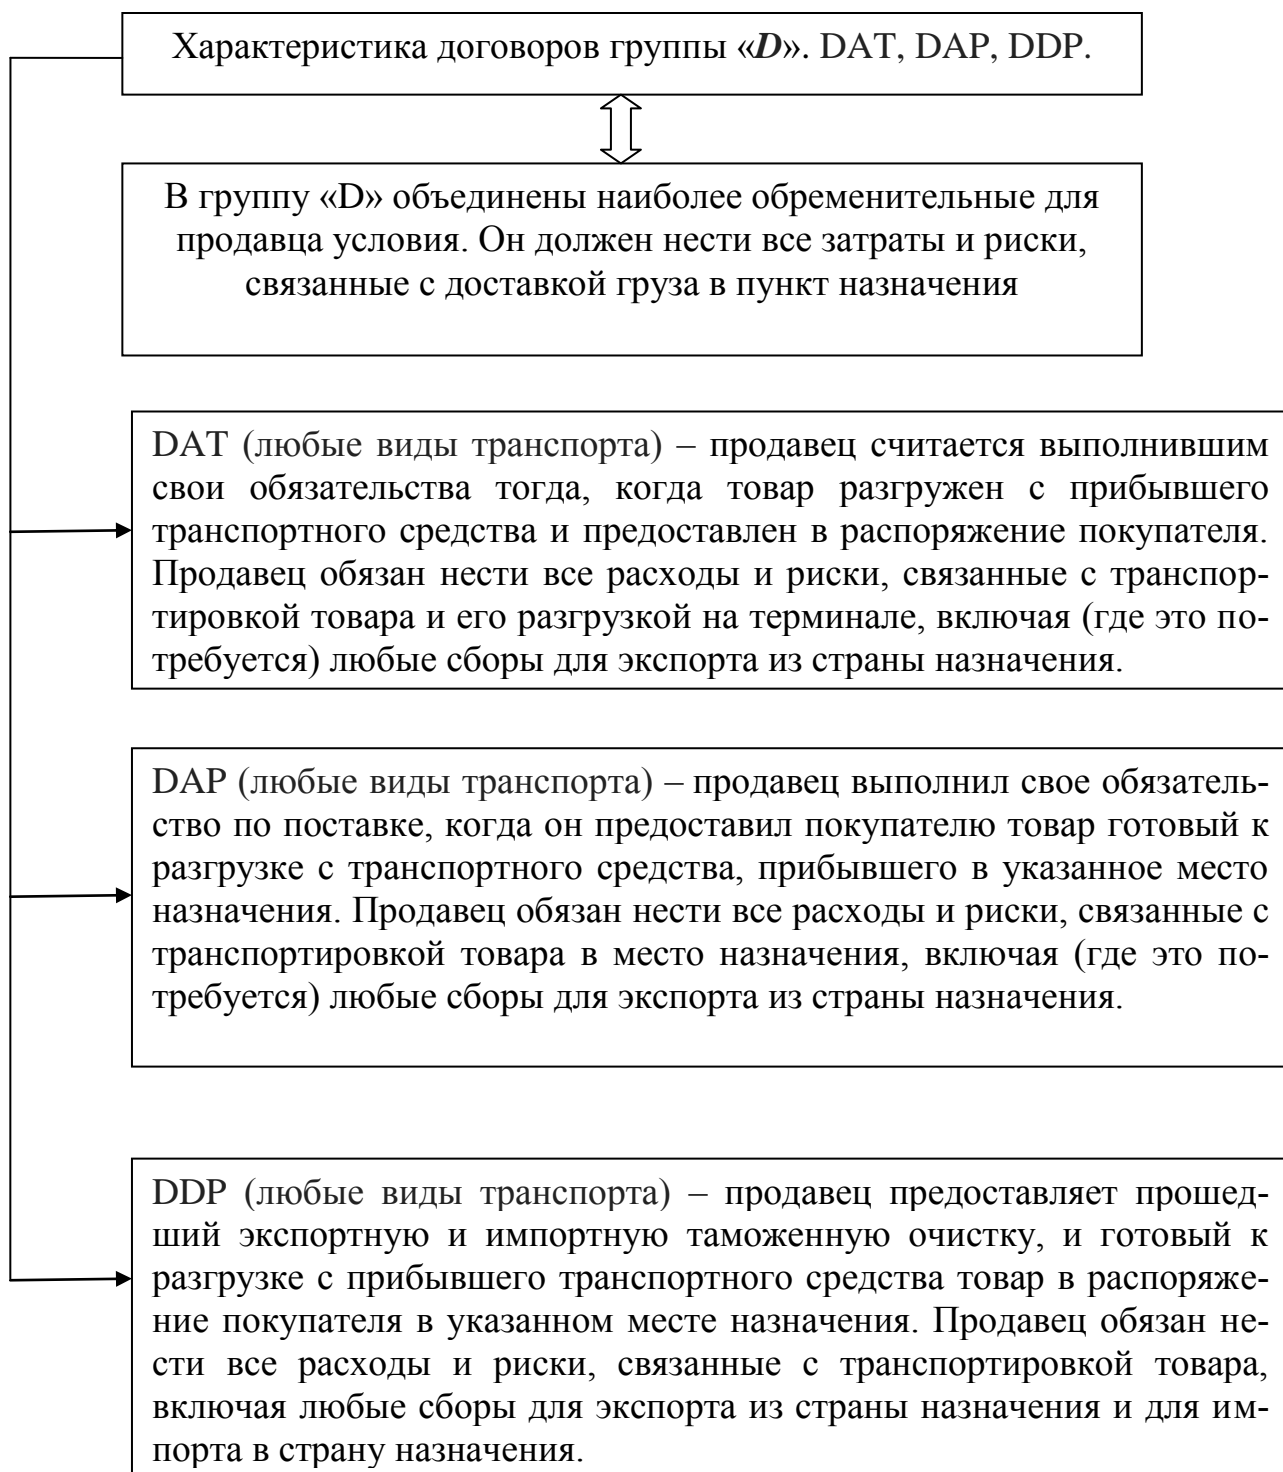 Характеристика договоров группы «D». DAT, DAP, DDP.
В группу «D» объединены наиболее обременительные для
продавца условия. Он должен нести все затраты и риски,
связанные с доставкой груза в пункт назначения
DAT (любые виды транспорта) – продавец считается выполнившим
свои обязательства тогда, когда товар разгружен с прибывшего
транспортного средства и предоставлен в распоряжение покупателя.
Продавец обязан нести все расходы и риски, связанные с транспор-
тировкой товара и его разгрузкой на терминале, включая (где это по-
требуется) любые сборы для экспорта из страны назначения.
DAP (любые виды транспорта) – продавец выполнил свое обязатель-
ство по поставке, когда он предоставил покупателю товар готовый к
разгрузке с транспортного средства, прибывшего в указанное место
назначения. Продавец обязан нести все расходы и риски, связанные с
транспортировкой товара в место назначения, включая (где это по-
требуется) любые сборы для экспорта из страны назначения.
DDP (любые виды транспорта) – продавец предоставляет прошед-
ший экспортную и импортную таможенную очистку, и готовый к
разгрузке с прибывшего транспортного средства товар в распоряже-
ние покупателя в указанном месте назначения. Продавец обязан не-
сти все расходы и риски, связанные с транспортировкой товара,
включая любые сборы для экспорта из страны назначения и для им-
порта в страну назначения.